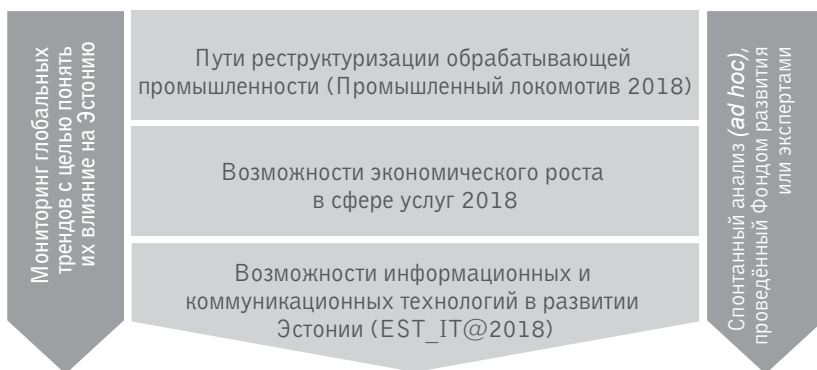 Мониторинг глобальных
трендов с целью понять
их влияние на Эстонию
Пути реструктуризации обрабатывающей
промышленности (Промышленный локомотив 2018)
Возможности экономического роста
в сфере услуг 2018
Возможности информационных и
коммуникационных технологий в развитии
Эстонии (EST_IT@2018)
Спонтанный анализ (ad hoc),
проведённый Фондом развития
или экспертами